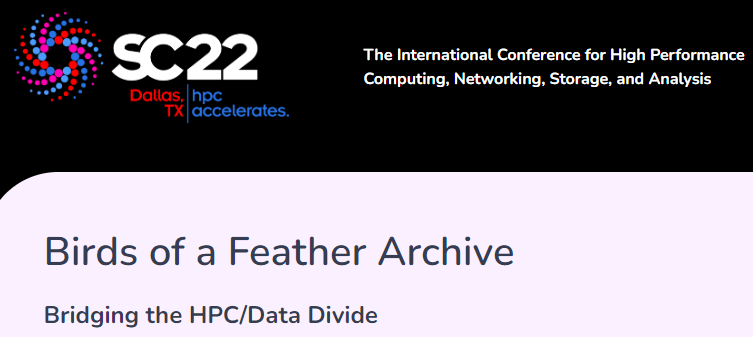 SC22
Dallas, TX
hpc accelerates.
The International Conference for High Performance
Computing, Networking, Storage, and Analysis
Birds of a Feather Archive
Bridging the HPC/Data Divide